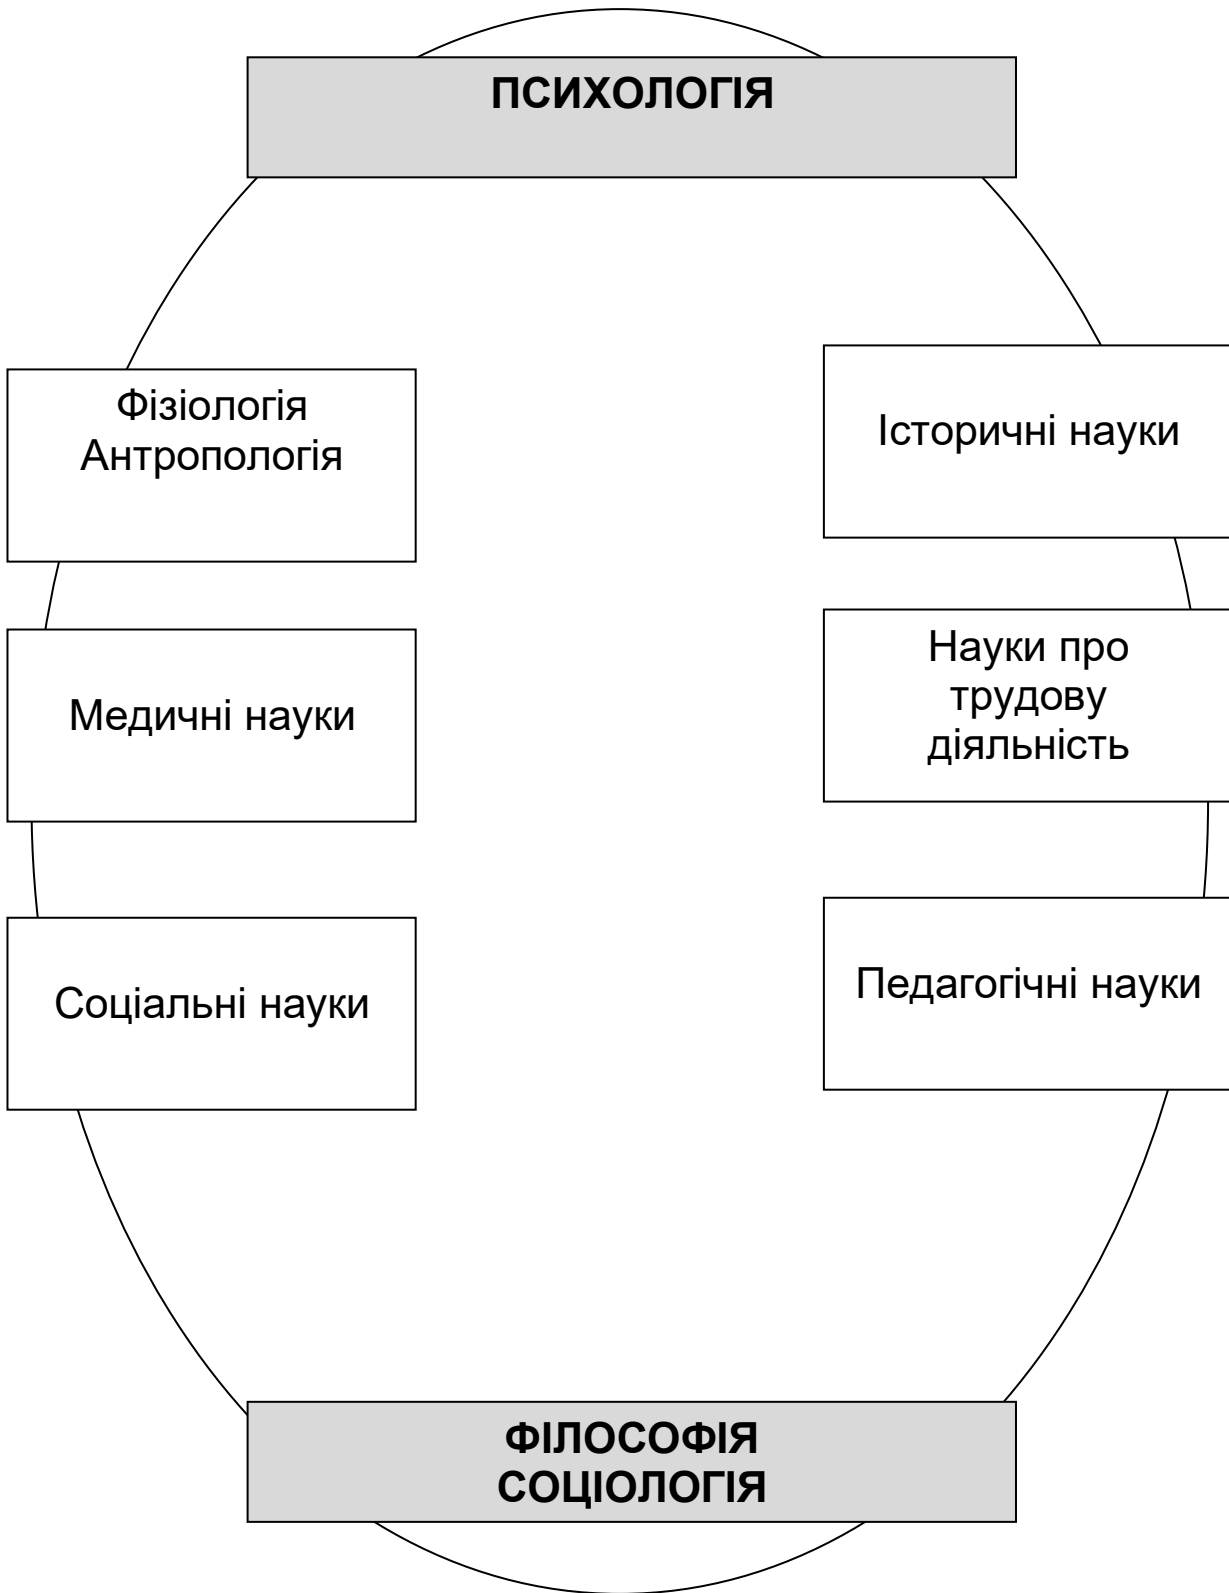 ПСИХОЛОГІЯ
Фізіологія
Антропологія
Історичні науки
Медичні науки
Науки про
трудову
діяльність
Соціальні науки
Педагогічні науки
ФІЛОСОФІЯ
СОЦІОЛОГІЯ